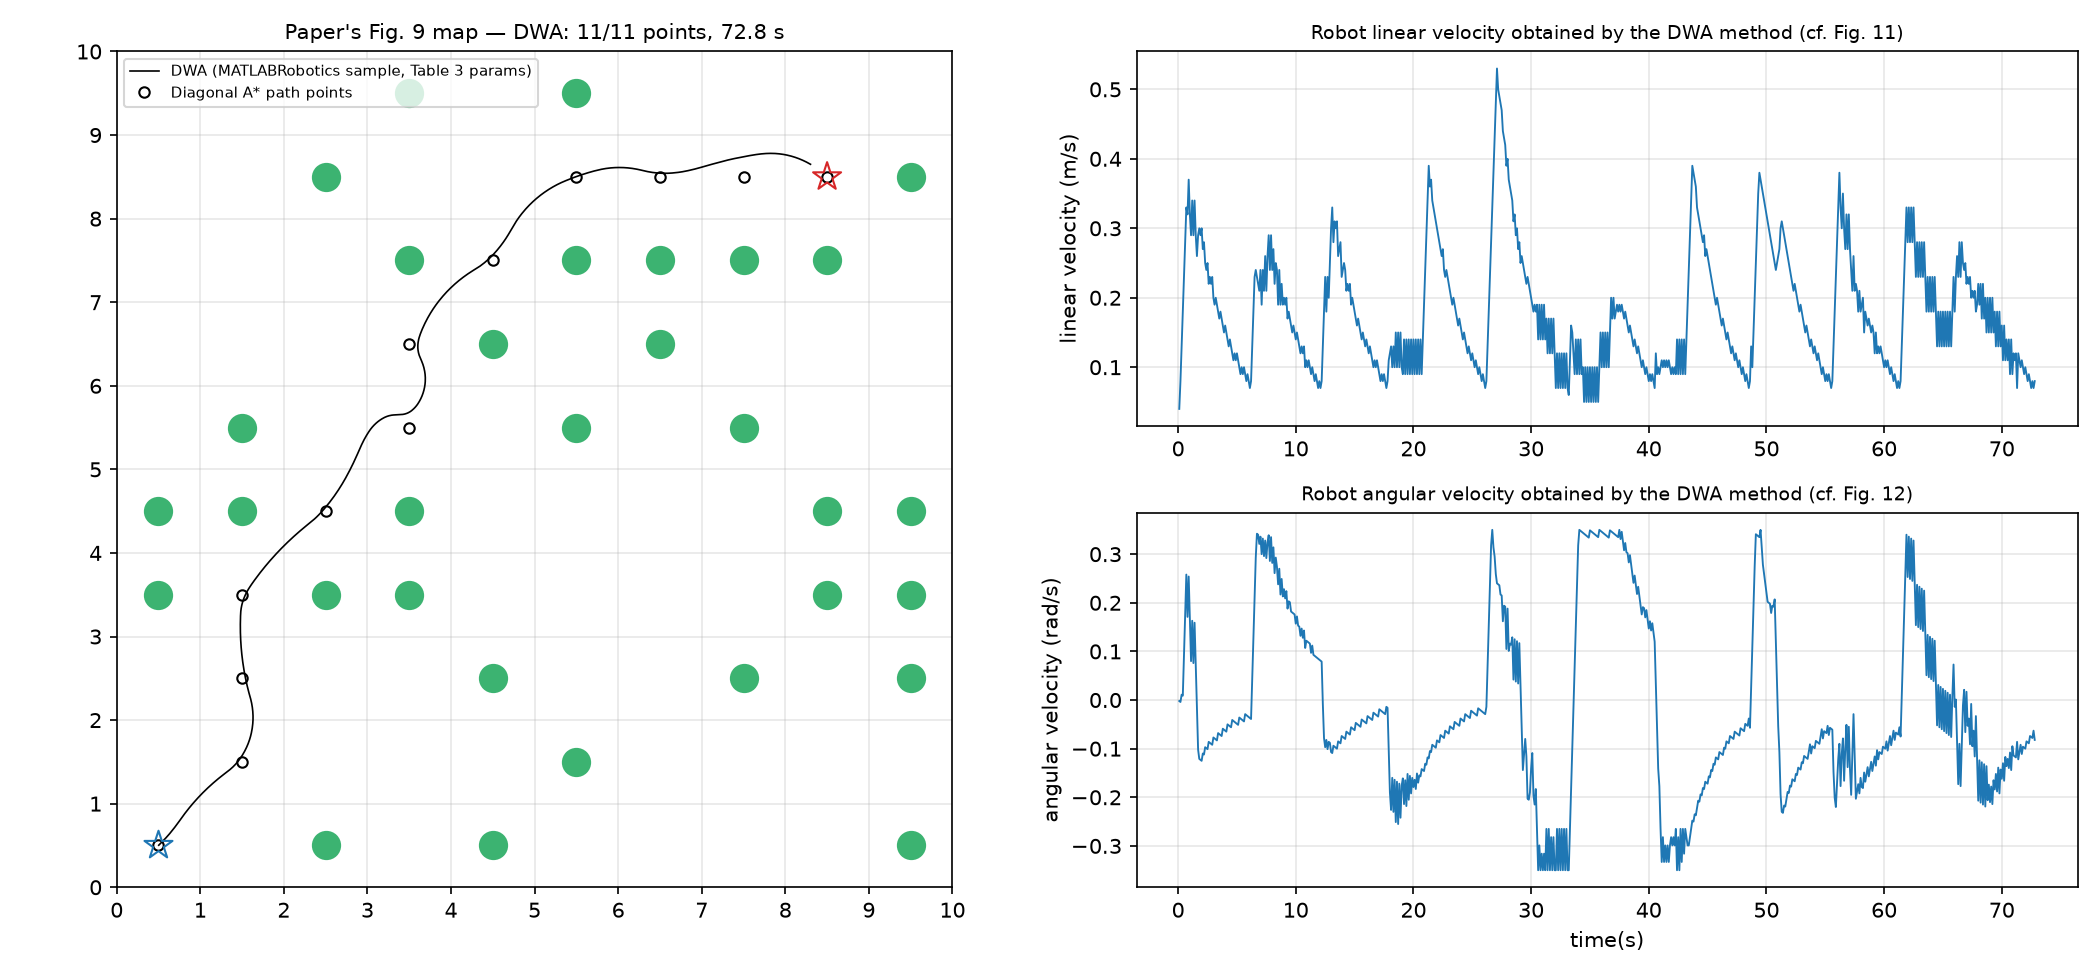 Paper's Fig. 9 map — DWA: 11/11 points, 72.8 s
DWA (MATLABRobotics sample, Table 3 params)
Diagonal A* path points
10
9
8
7
6
5
4
3
2
1
0
0 1 2 3 4 5 6 7 8 9 10
Robot linear velocity obtained by the DWA method (cf. Fig. 11)
linear velocity (m/s)
0.5
0.4
0.3
0.2
0.1
0 10 20 30 40 50 60 70
Robot angular velocity obtained by the DWA method (cf. Fig. 12)
angular velocity (rad/s)
0.3
0.2
0.1
0.0
−0.1
−0.2
−0.3
0 10 20 30 40 50 60 70
time(s)